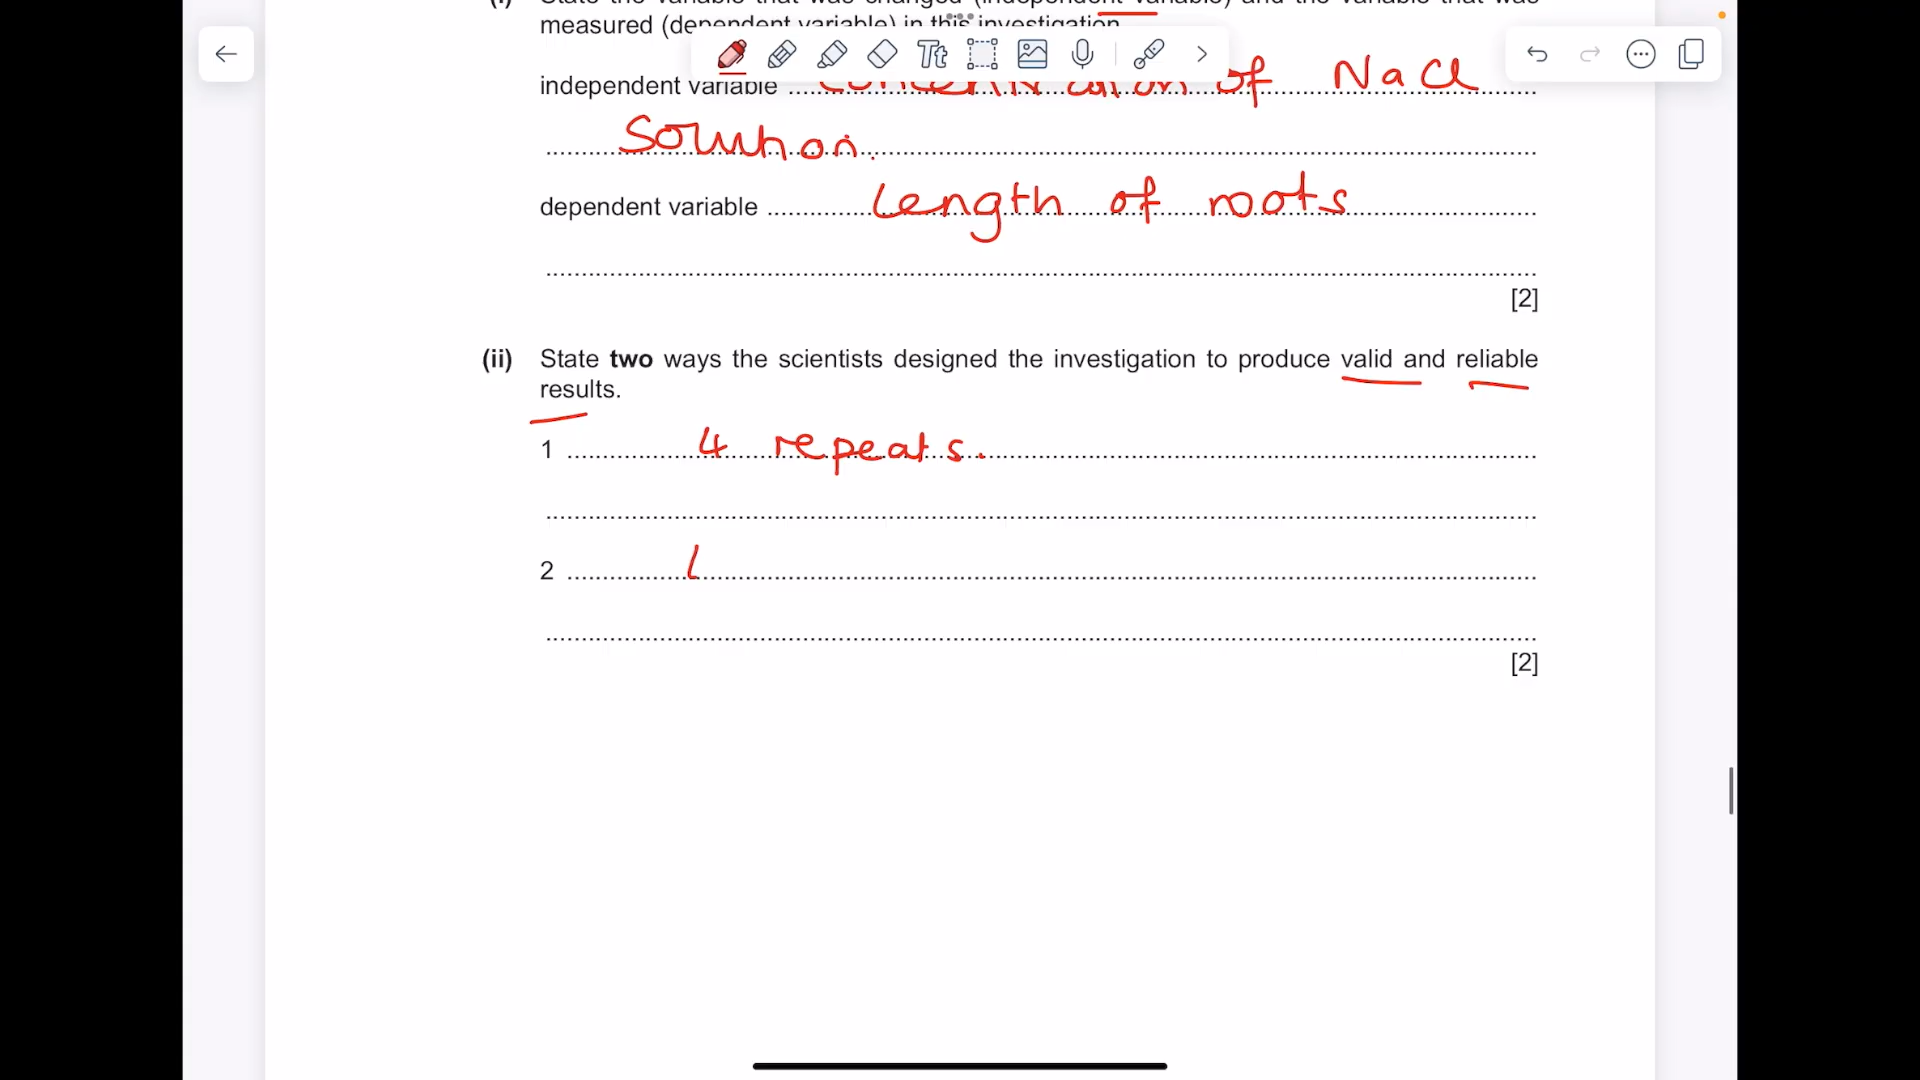 measured (dependent variable) in this investigation
independent variable concentration of NaCl
solution.
dependent variable length of roots
[2]
(ii) State two ways the scientists designed the investigation to produce valid and reliable
results.
1 4 repeats.
2
[2]